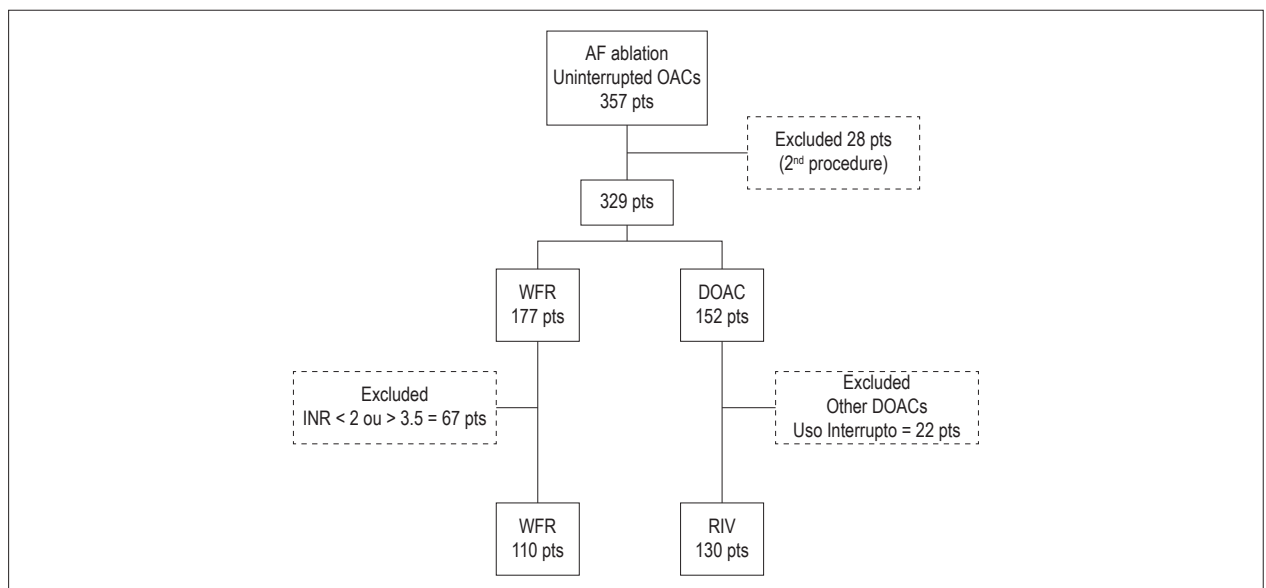 AF ablation
Uninterrupted OACs
357 pts
Excluded 28 pts
(2nd procedure)
329 pts
WFR
177 pts
DOAC
152 pts
Excluded
INR < 2 ou > 3.5 = 67 pts
Excluded
Other DOACs
Uso Interrupto = 22 pts
WFR
110 pts
RIV
130 pts